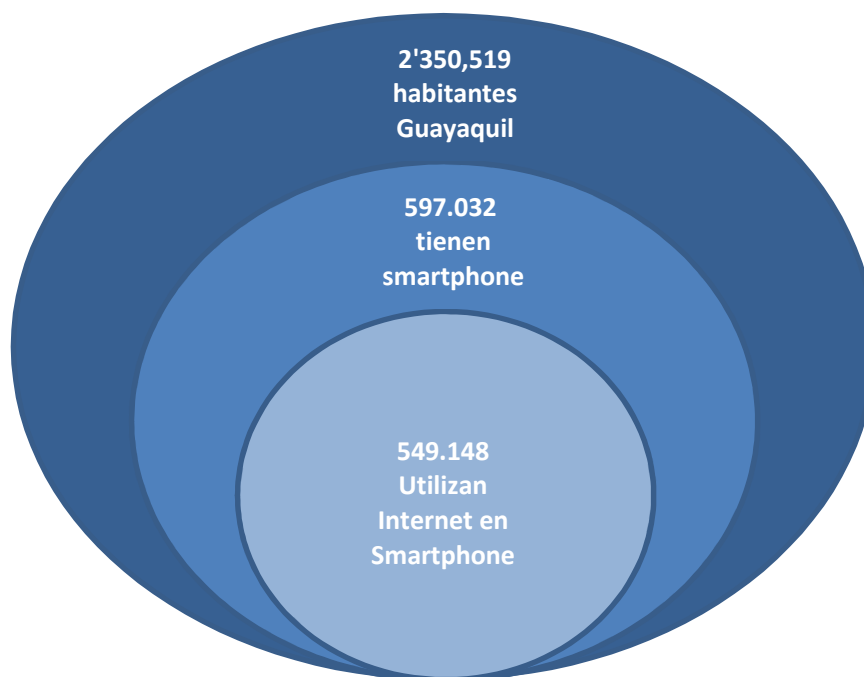 2'350,519
habitantes
Guayaquil
597.032
tienen
smartphone
549.148
Utilizan
Internet en
Smartphone